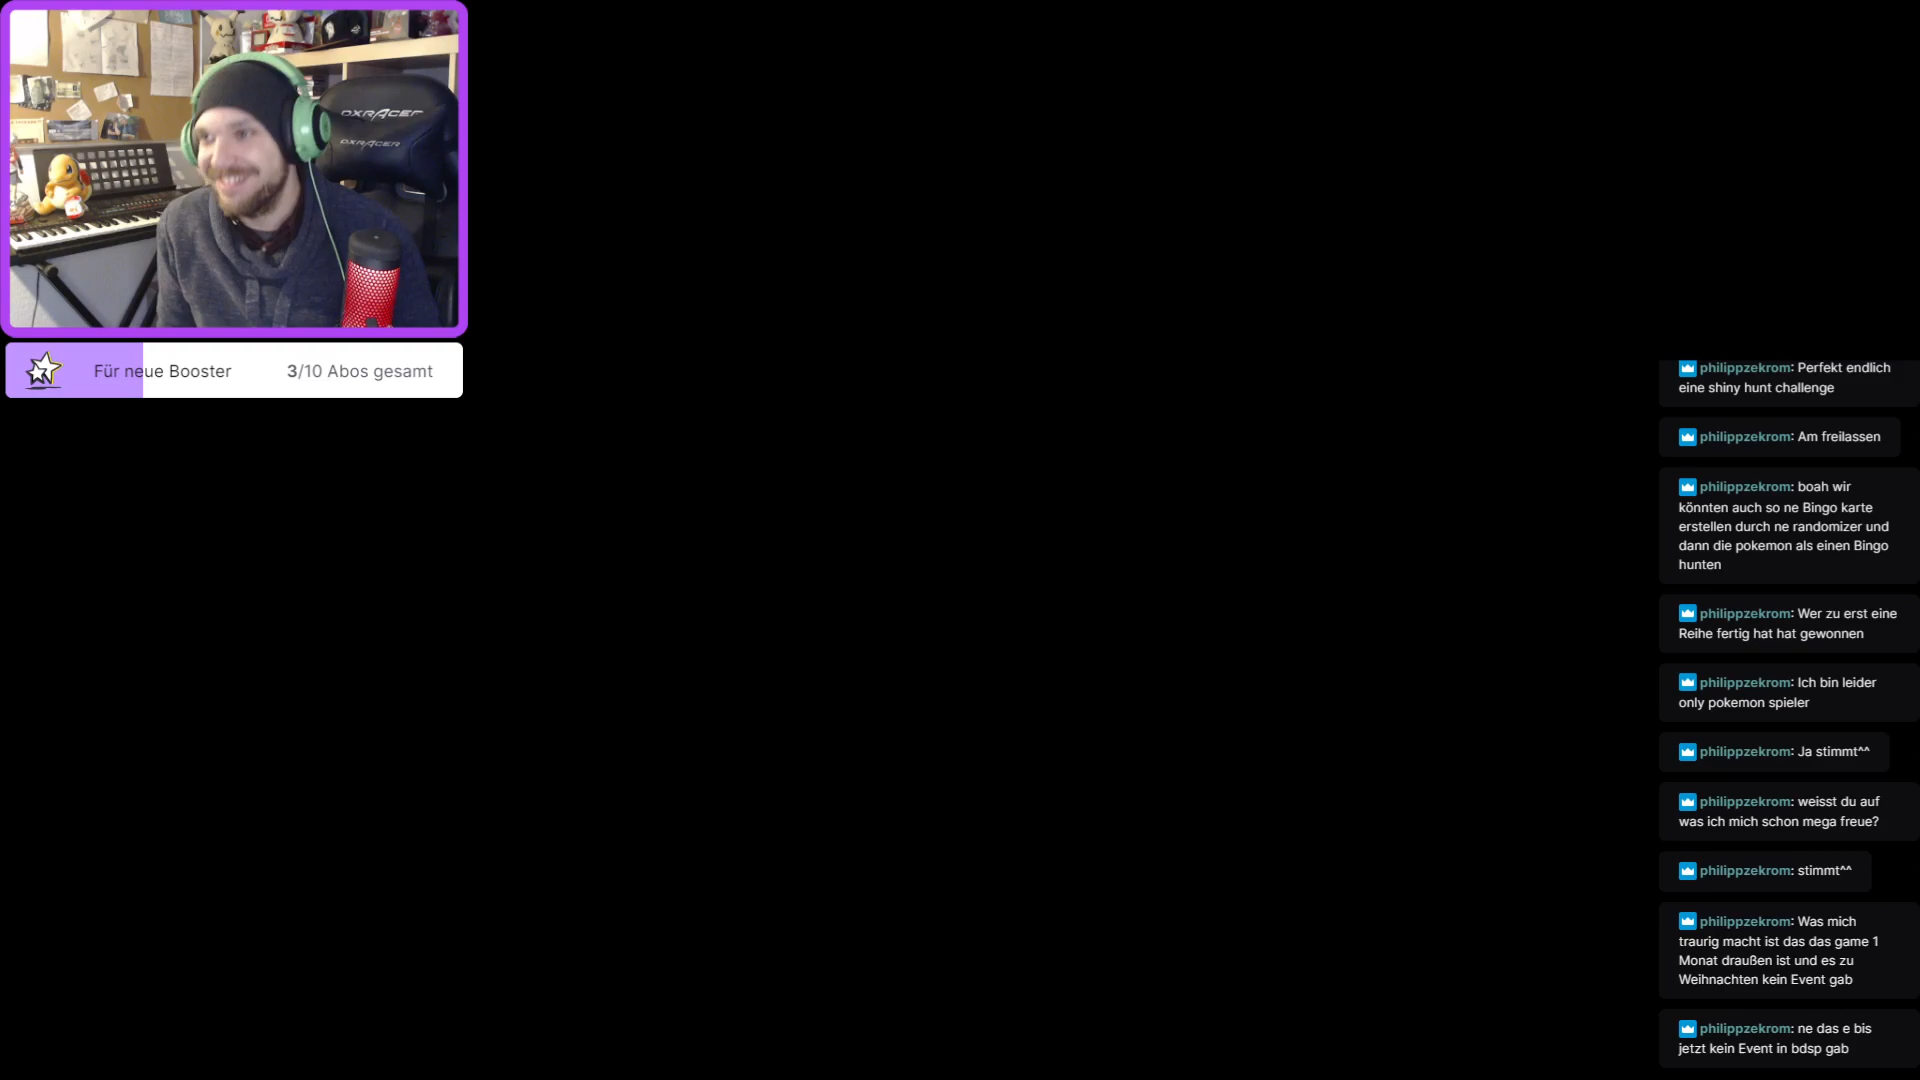 DXRACER
DXRACER
Für neue Booster 3/10 Abos gesamt
philippzekrom: Perfekt endlich
eine shiny hunt challenge
philippzekrom: Am freilassen
philippzekrom: boah wir
könnten auch so ne Bingo karte
erstellen durch ne randomizer und
dann die pokemon als einen Bingo
hunten
philippzekrom: Wer zu erst eine
Reihe fertig hat hat gewonnen
philippzekrom: Ich bin leider
only pokemon spieler
philippzekrom: Ja stimmt^^
philippzekrom: weisst du auf
was ich mich schon mega freue?
philippzekrom: stimmt^^
philippzekrom: Was mich
traurig macht ist das das game 1
Monat draußen ist und es zu
Weihnachten kein Event gab
philippzekrom: ne das e bis
jetzt kein Event in bdsp gab